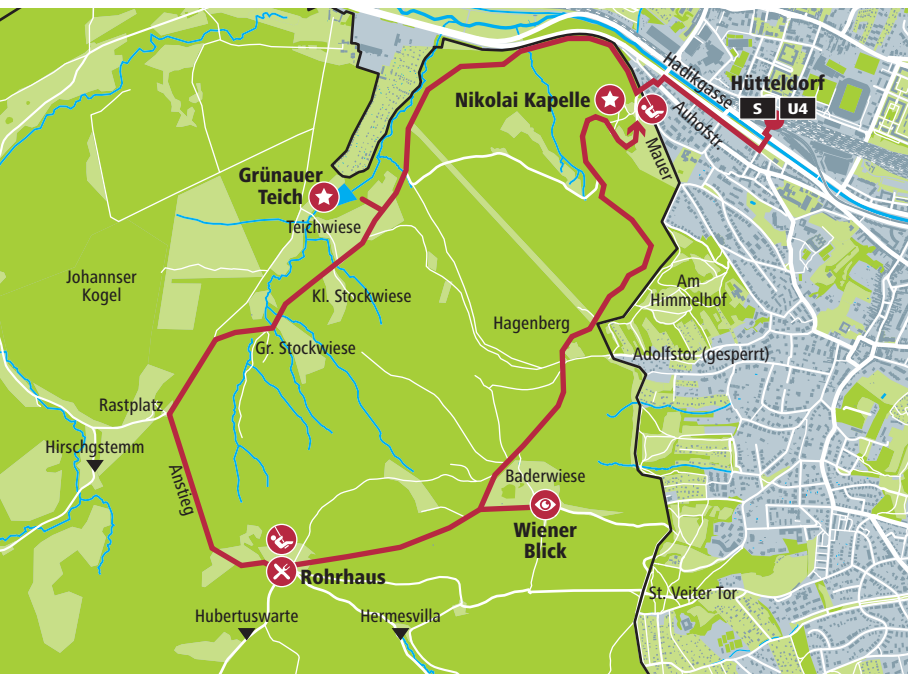 Hadikgasse
Hütteldorf
S U4
Nikolai Kapelle
Auhofstr.
Mauer
Grünauer
Teich
Teichwiese
Johannser
Kogel
Kl. Stockwiese
Am
Himmelhof
Hagenberg
Gr. Stockwiese
Adolfstor (gesperrt)
Rastplatz
Hirschgstemm
Anstieg
Baderwiese
Wiener
Blick
Rohrhaus
St. Veiter Tor
Hubertuswarte
Hermesvilla